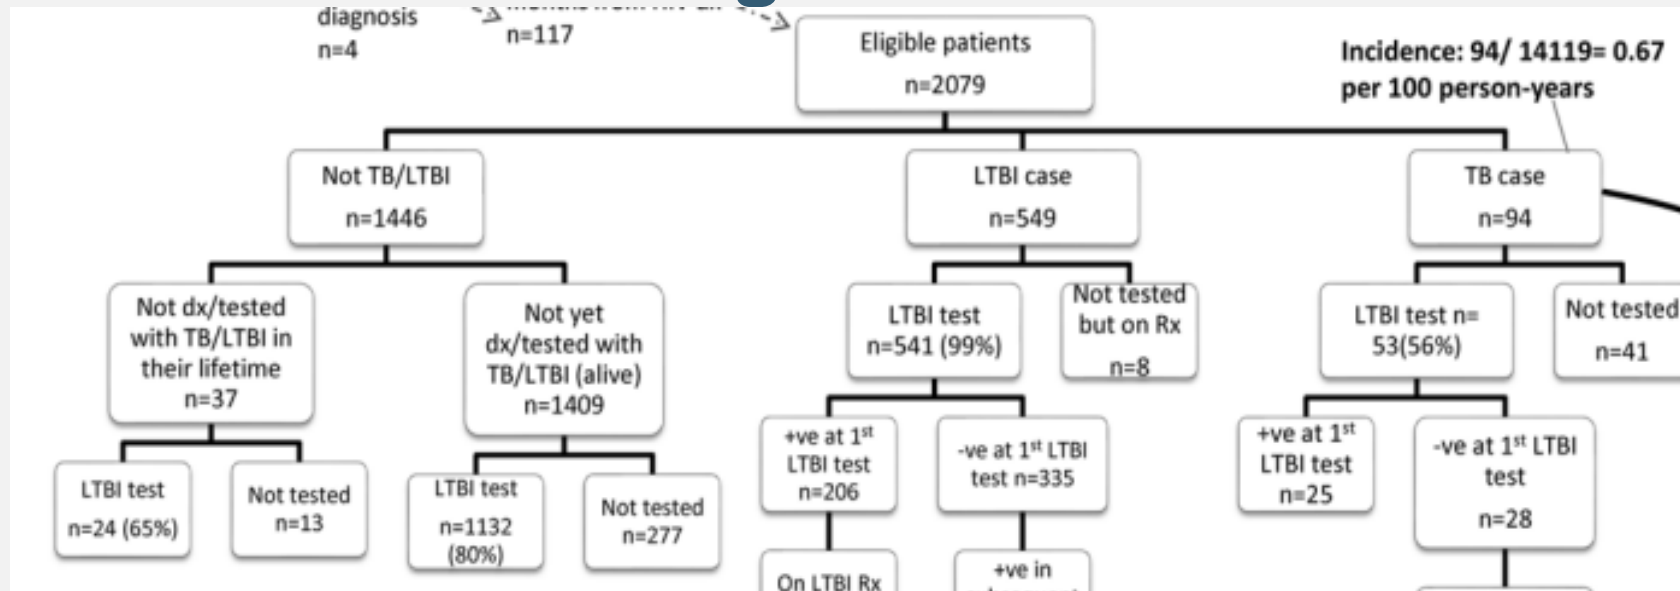 diagnosis
n=4
n=117
Eligible patients
n=2079
Incidence: 94/ 14119= 0.67
per 100 person-years
Not TB/LTBI
n=1446
LTBI case
n=549
TB case
n=94
Not dx/tested
with TB/LTBI in
their lifetime
n=37
Not yet
dx/tested with
TB/LTBI (alive)
n=1409
LTBI test
n=541 (99%)
Not tested
but on Rx
n=8
LTBI test n=
53(56%)
Not tested
n=41
LTBI test
n=24 (65%)
Not tested
n=13
LTBI test
n=1132
(80%)
Not tested
n=277
+ve at 1st
LTBI test
n=206
-ve at 1st LTBI
test n=335
+ve at 1st
LTBI test
n=25
-ve at 1st LTBI
test
n=28
On LTBI Rx
+ve in